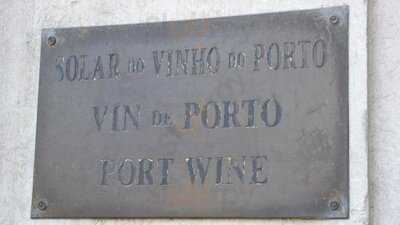 SOLAR DO VINHO DO PORTO
VIN DE PORTO
PORT WINE